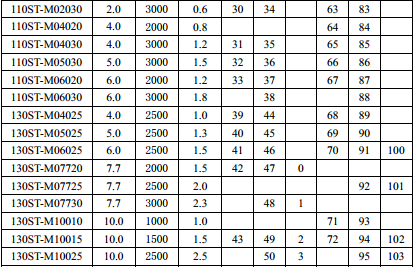 110ST-M02030 2.0 3000 0.6 30 34 63 83
110ST-M04020 4.0 2000 0.8 64 84
110ST-M04030 4.0 3000 1.2 31 35 65 85
110ST-M05030 5.0 3000 1.5 32 36 66 86
110ST-M06020 6.0 2000 1.2 33 37 67 87
110ST-M06030 6.0 3000 1.8 38 88
130ST-M04025 4.0 2500 1.0 39 44 68 89
130ST-M05025 5.0 2500 1.3 40 45 69 90
130ST-M06025 6.0 2500 1.5 41 46 70 91 100
130ST-M07720 7.7 2000 1.5 42 47 0
130ST-M07725 7.7 2500 2.0 92 101
130ST-M07730 7.7 3000 2.3 48 1
130ST-M10010 10.0 1000 1.0 71 93
130ST-M10015 10.0 1500 1.5 43 49 2 72 94 102
130ST-M10025 10.0 2500 2.5 50 3 95 103